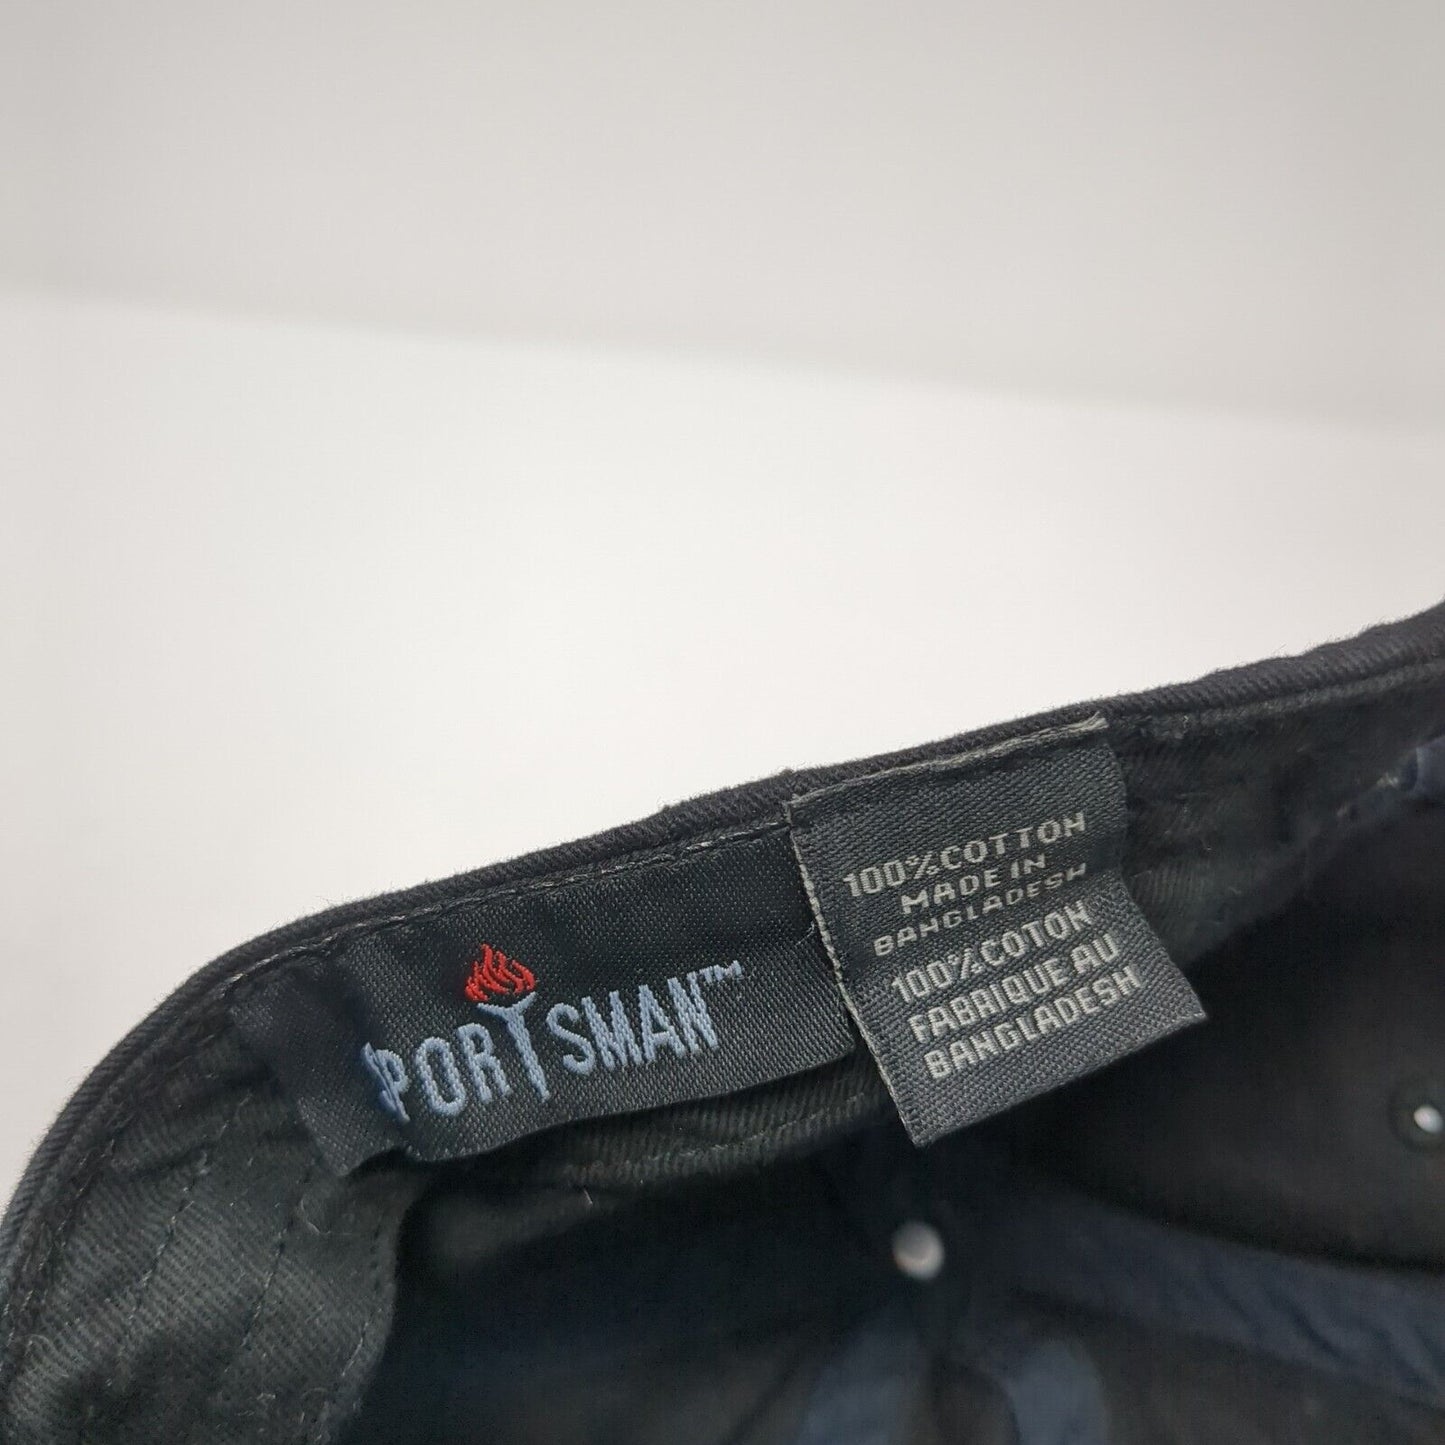 SPORTSMAN™
100%COTTON
MADE IN
BANGLADESH
100%COTON
FABRIQUE AU
BANGLADESH